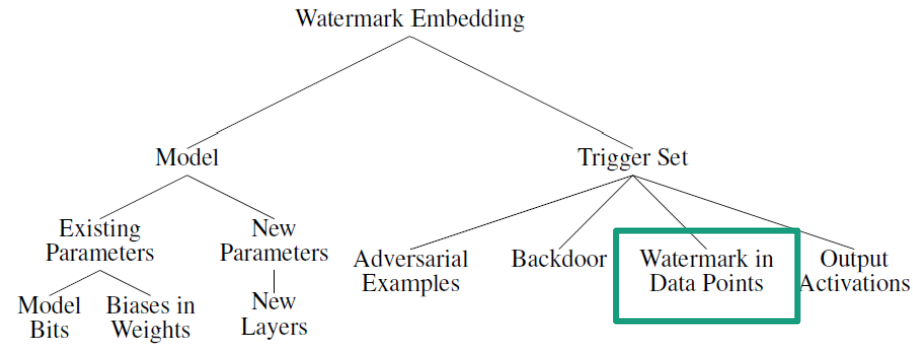 Watermark Embedding
Model
Trigger Set
Existing
Parameters
New
Parameters
Adversarial
Examples
Backdoor
Watermark in
Data Points
Output
Activations
Model
Bits
Biases in
Weights
New
Layers